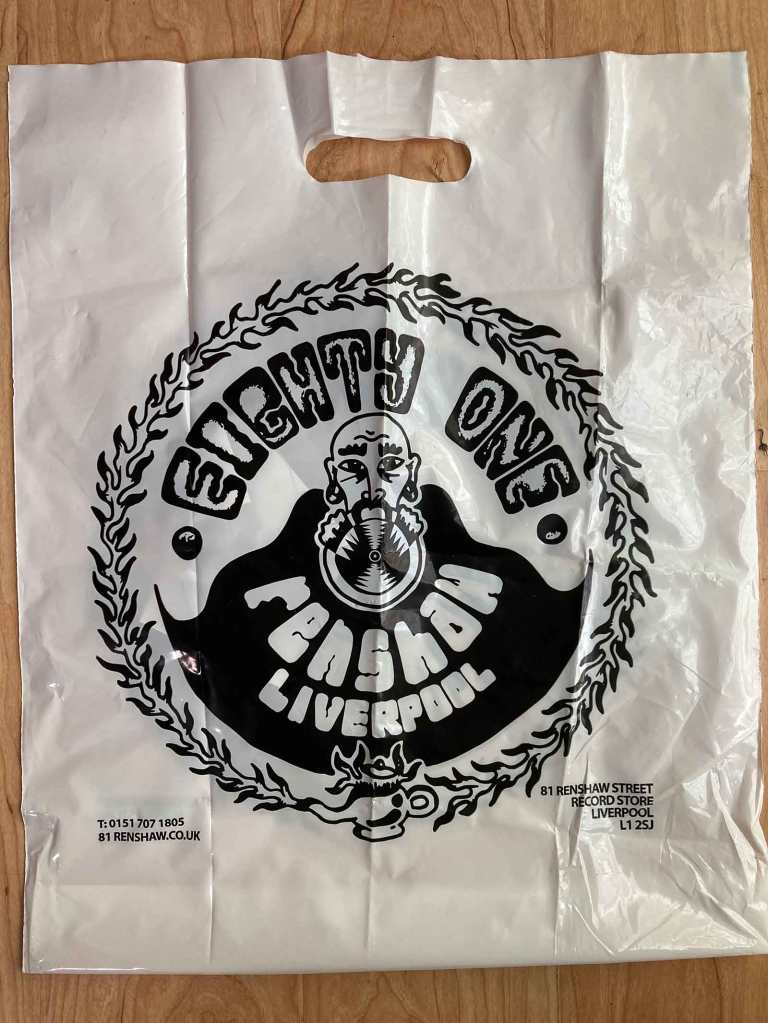 EIGHTY ONE
renshaw
LIVERPOOL
T: 0151 707 1805
81 RENSHAW.CO.UK
81 RENSHAW STREET
RECORD STORE
LIVERPOOL
L1 2SJ